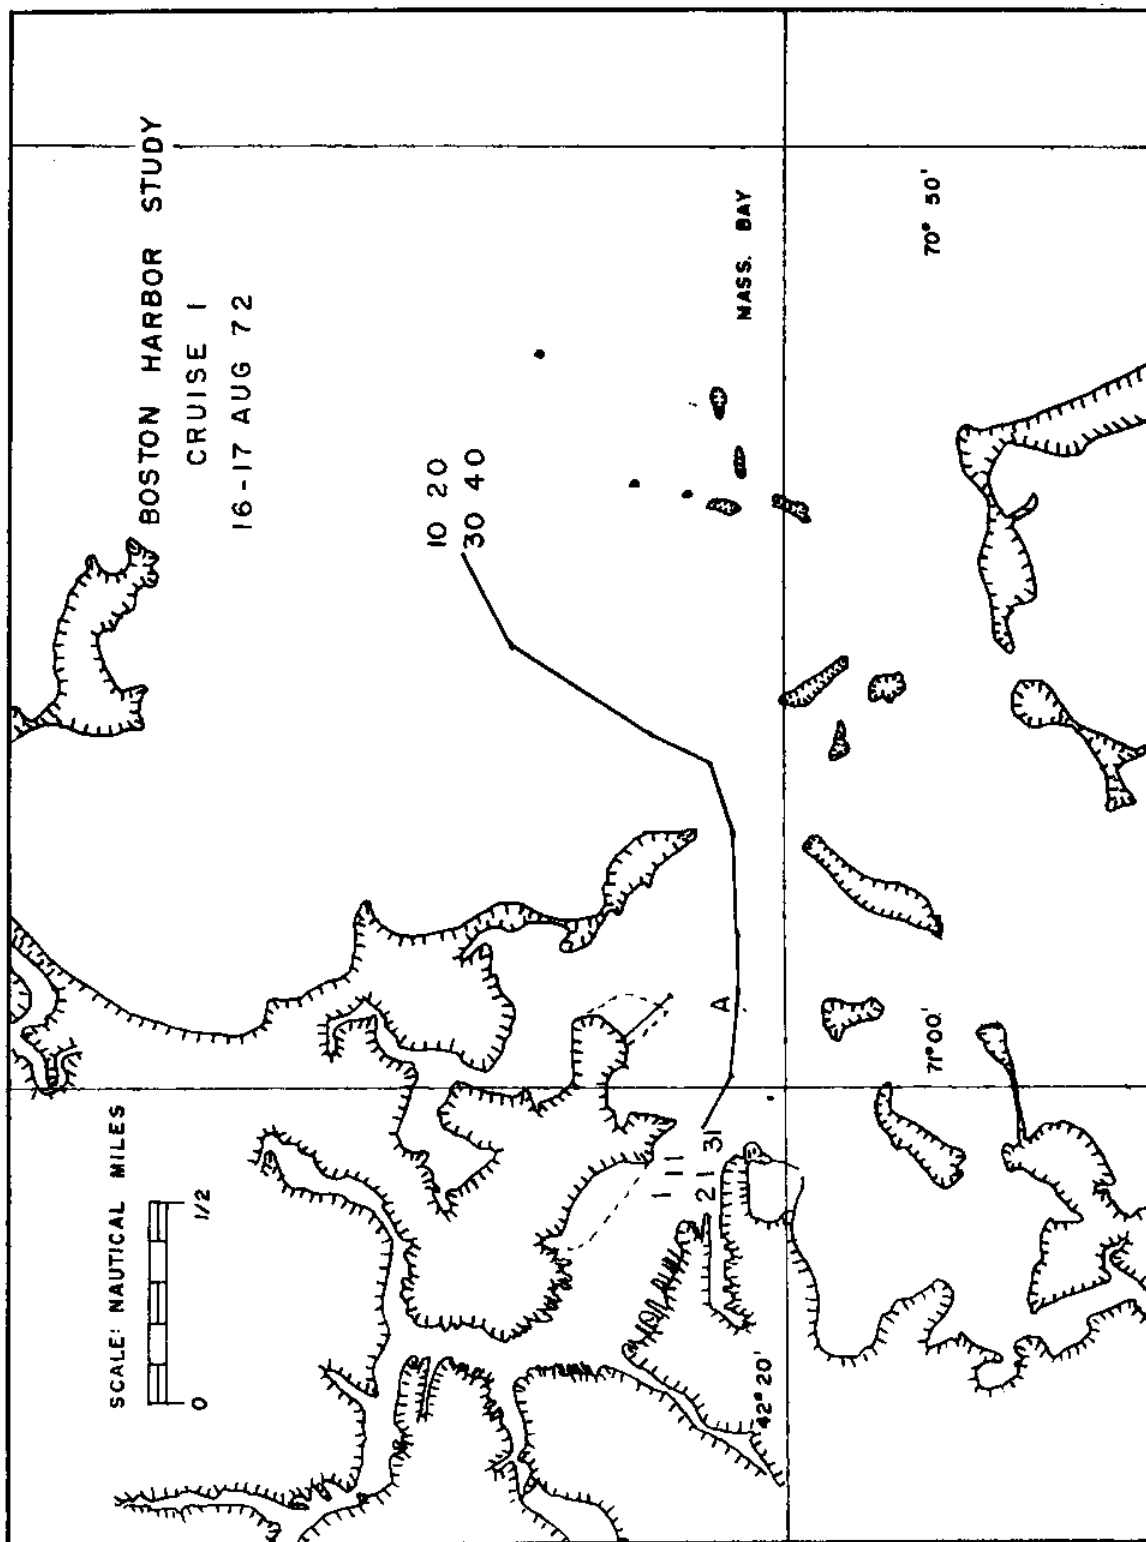 BOSTON HARBOR STUDY
CRUISE 1
16-17 AUG 72
10 20
30 40
MASS. BAY
70° 50'
A
71° 00'
1 11
21 31
42° 20'
SCALE: NAUTICAL MILES
0 1/2